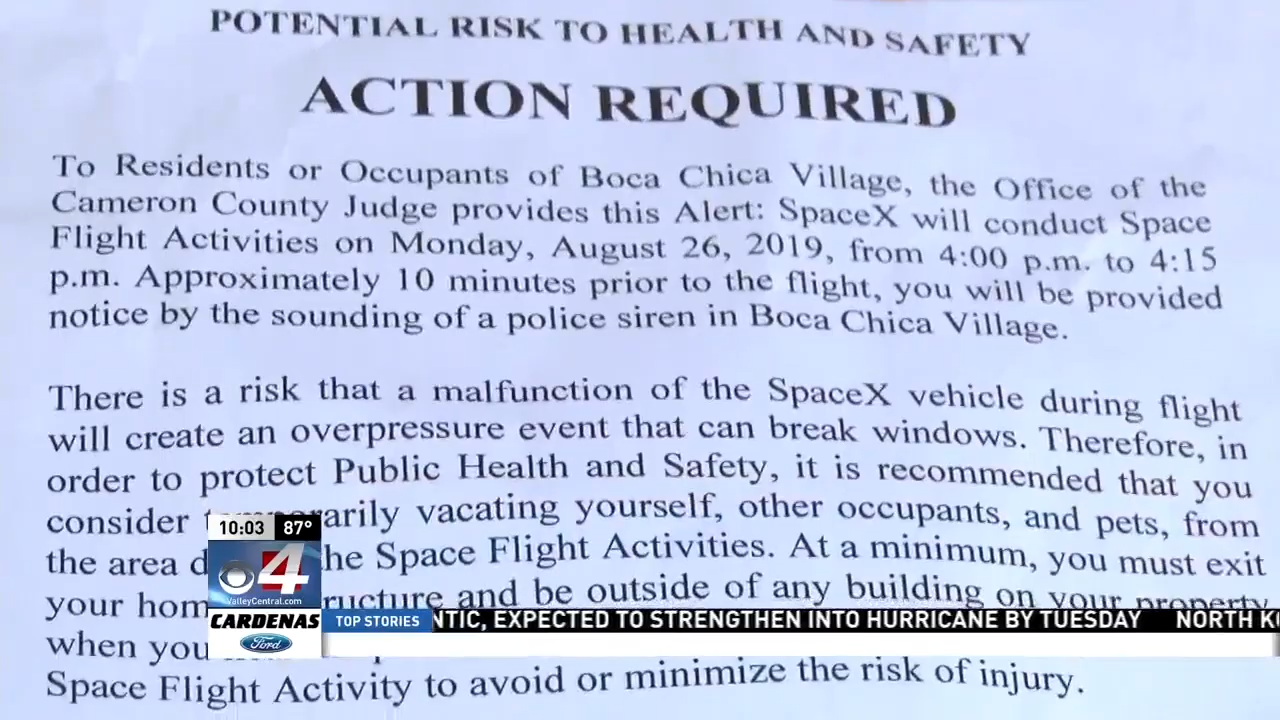 POTENTIAL RISK TO HEALTH AND SAFETY
ACTION REQUIRED
To Residents or Occupants of Boca Chica Village, the Office of the
Cameron County Judge provides this Alert: SpaceX will conduct Space
Flight Activities on Monday, August 26, 2019, from 4:00 p.m. to 4:15
p.m. Approximately 10 minutes prior to the flight, you will be provided
notice by the sounding of a police siren in Boca Chica Village.
There is a risk that a malfunction of the SpaceX vehicle during flight
will create an overpressure event that can break windows. Therefore, in
order to protect Public Health and Safety, it is recommended that you
consider arily vacating yourself, other occupants, and pets, from
the area d he Space Flight Activities. At a minimum, you must exit
your hom ructure and be outside of any building on your property
when you
Space Flight Activity to avoid or minimize the risk of injury.
10:03 87°
4
ValleyCentral.com
CARDENAS
Ford
TOP STORIES NTIC, EXPECTED TO STRENGTHEN INTO HURRICANE BY TUESDAY NORTH K